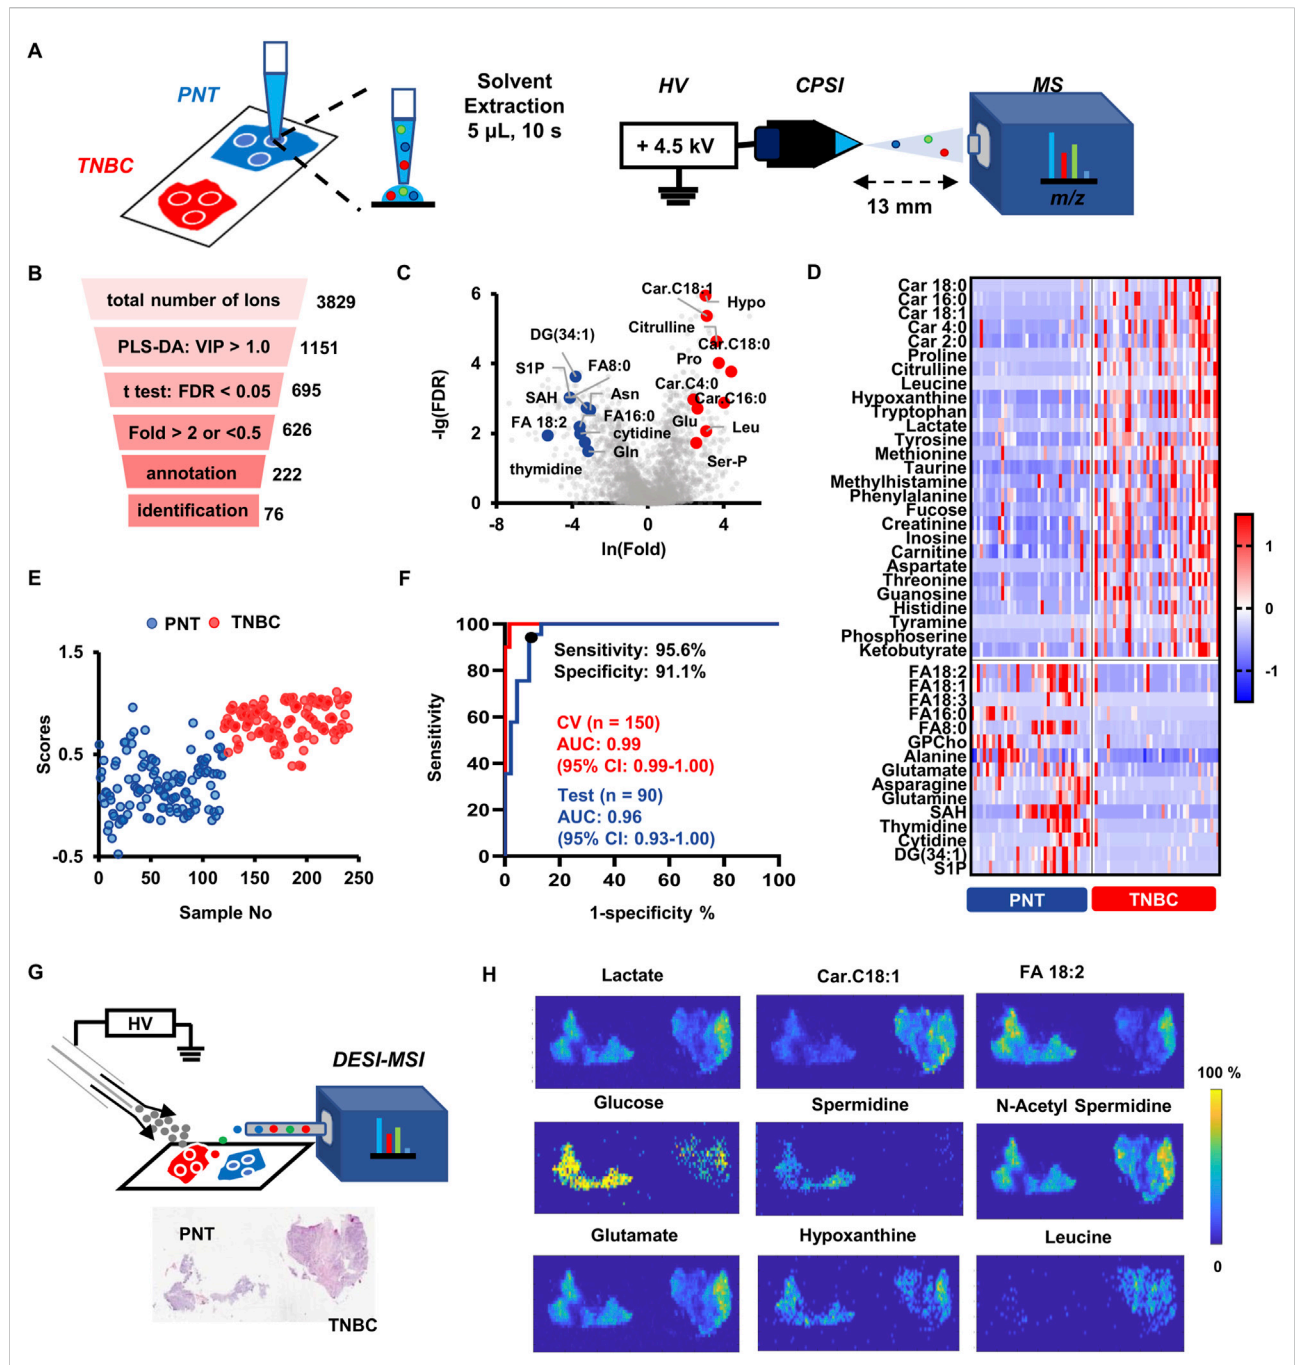 A
PNT
TNBC
Solvent
Extraction
5 µL, 10 s
HV
CPSI
MS
+ 4.5 kV
13 mm
m/z
B
total number of Ions
3829
PLS-DA: VIP > 1.0
1151
t test: FDR < 0.05
695
Fold > 2 or <0.5
626
annotation
222
identification
76
C
-lg(FDR)
6
4
2
0
-8
-4
0
4
ln(Fold)
Car.C18:1
Hypo
Citrulline
Car.C18:0
Pro
Car.C4:0
Car.C16:0
Glu
Leu
Ser-P
DG(34:1)
S1P
FA8:0
SAH
Asn
FA 18:2
FA16:0
cytidine
Gln
thymidine
D
Car 18:0
Car 16:0
Car 18:1
Car 4:0
Car 2:0
Proline
Citrulline
Leucine
Hypoxanthine
Tryptophan
Lactate
Tyrosine
Methionine
Taurine
Methylhistamine
Phenylalanine
Fucose
Creatinine
Inosine
Carnitine
Aspartate
Threonine
Guanosine
Histidine
Tyramine
Phosphoserine
Ketobutyrate
FA18:2
FA18:1
FA18:3
FA16:0
FA8:0
GPCho
Alanine
Glutamate
Asparagine
Glutamine
SAH
Thymidine
Cytidine
DG(34:1)
S1P
PNT
TNBC
1
0
-1
E
PNT
TNBC
1.5
0.5
-0.5
Scores
0
50
100
150
200
250
Sample No
F
100
80
60
40
20
0
Sensitivity
Sensitivity: 95.6%
Specificity: 91.1%
CV (n = 150)
AUC: 0.99
(95% CI: 0.99-1.00)
Test (n = 90)
AUC: 0.96
(95% CI: 0.93-1.00)
0
20
40
60
80
100
1-specificity %
G
HV
DESI-MSI
PNT
TNBC
H
Lactate
Car.C18:1
FA 18:2
Glucose
Spermidine
N-Acetyl Spermidine
Glutamate
Hypoxanthine
Leucine
100 %
0